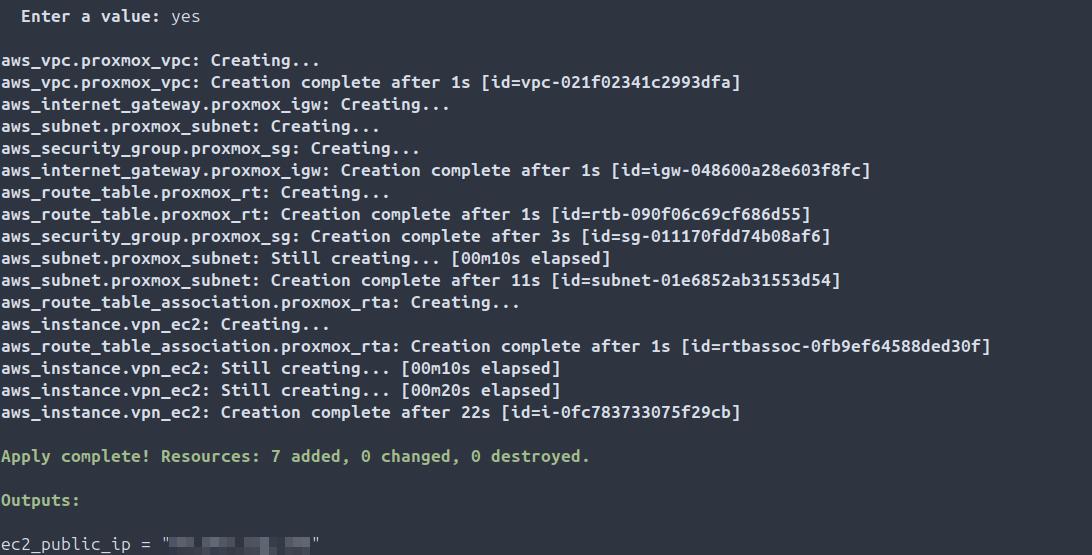 Enter a value: yes
aws_vpc.proxmox_vpc: Creating...
aws_vpc.proxmox_vpc: Creation complete after 1s [id=vpc-021f02341c2993dfa]
aws_internet_gateway.proxmox_igw: Creating...
aws_subnet.proxmox_subnet: Creating...
aws_security_group.proxmox_sg: Creating...
aws_internet_gateway.proxmox_igw: Creation complete after 1s [id=igw-048600a28e603f8fc]
aws_route_table.proxmox_rt: Creating...
aws_route_table.proxmox_rt: Creation complete after 1s [id=rtb-090f06c69cf686d55]
aws_security_group.proxmox_sg: Creation complete after 3s [id=sg-011170fdd74b08af6]
aws_subnet.proxmox_subnet: Still creating... [00m10s elapsed]
aws_subnet.proxmox_subnet: Creation complete after 11s [id=subnet-01e6852ab31553d54]
aws_route_table_association.proxmox_rta: Creating...
aws_instance.vpn_ec2: Creating...
aws_route_table_association.proxmox_rta: Creation complete after 1s [id=rtbassoc-0fb9ef64588ded30f]
aws_instance.vpn_ec2: Still creating... [00m10s elapsed]
aws_instance.vpn_ec2: Still creating... [00m20s elapsed]
aws_instance.vpn_ec2: Creation complete after 22s [id=i-0fc783733075f29cb]
Apply complete! Resources: 7 added, 0 changed, 0 destroyed.
Outputs:
ec2_public_ip = "